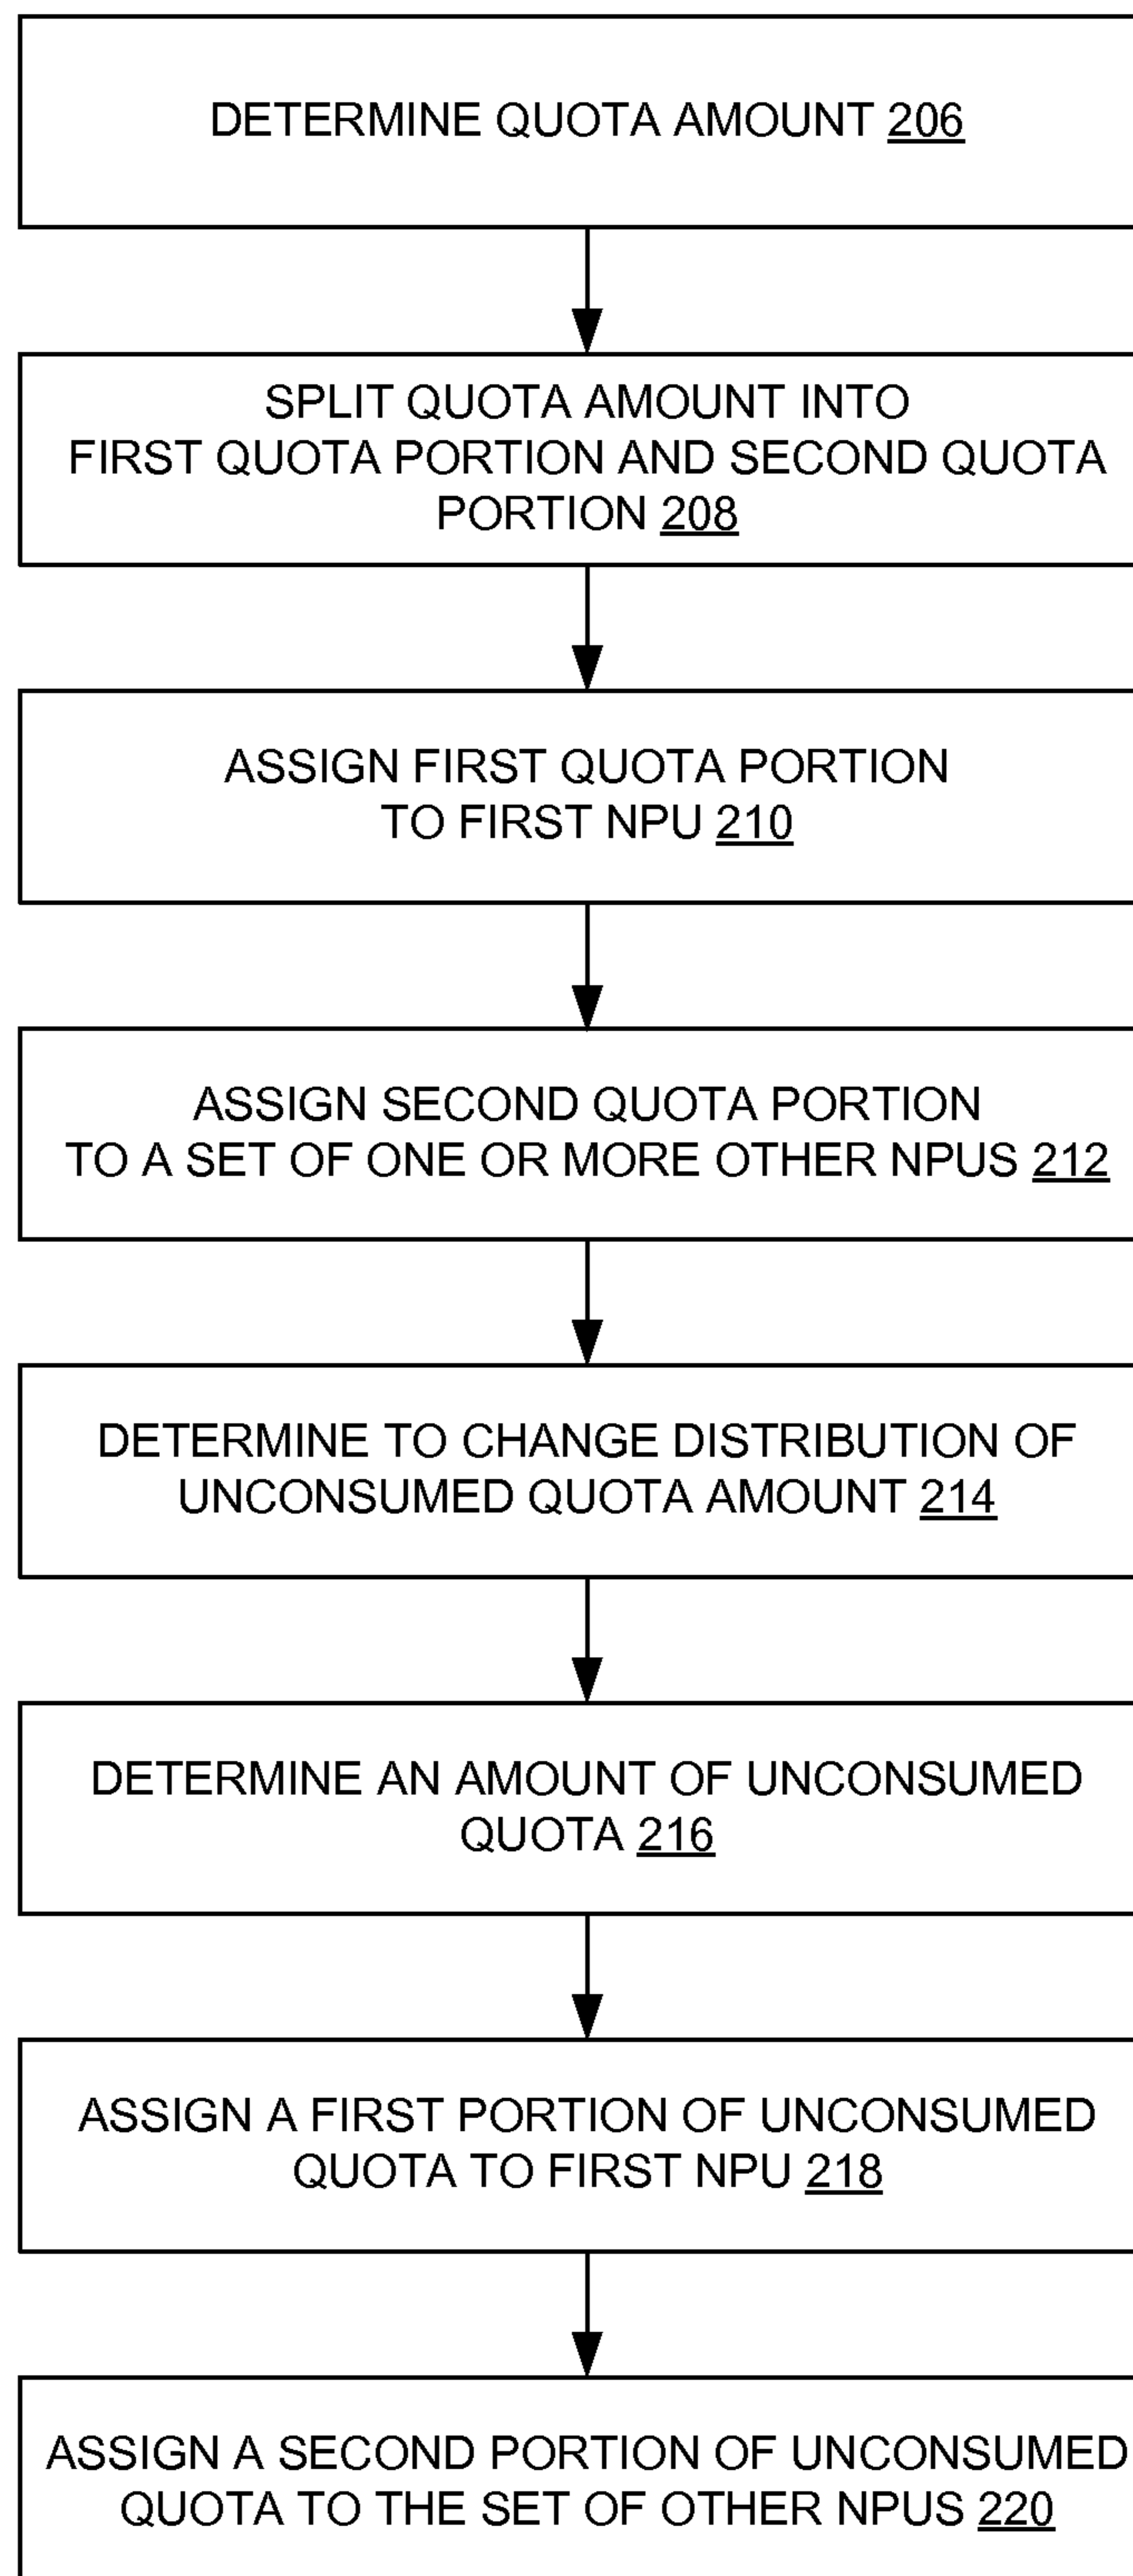 DETERMINE QUOTA AMOUNT 206
SPLIT QUOTA AMOUNT INTO
FIRST QUOTA PORTION AND SECOND QUOTA
PORTION 208
ASSIGN FIRST QUOTA PORTION
TO FIRST NPU 210
ASSIGN SECOND QUOTA PORTION
TO A SET OF ONE OR MORE OTHER NPUS 212
DETERMINE TO CHANGE DISTRIBUTION OF
UNCONSUMED QUOTA AMOUNT 214
DETERMINE AN AMOUNT OF UNCONSUMED
QUOTA 216
ASSIGN A FIRST PORTION OF UNCONSUMED
QUOTA TO FIRST NPU 218
ASSIGN A SECOND PORTION OF UNCONSUMED
QUOTA TO THE SET OF OTHER NPUS 220